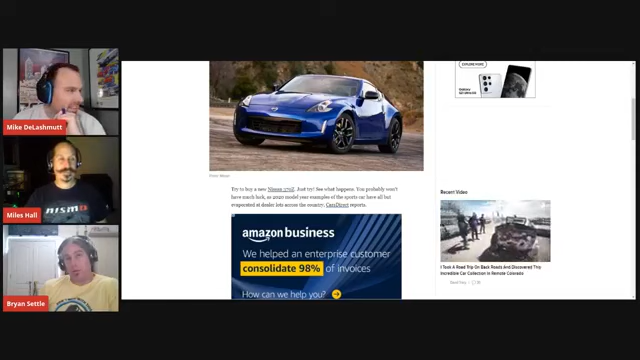 Mike DeLashmutt
nismo
Miles Hall
Bryan Settle
Try to buy a new Nissan 370Z. Just try! See what happens. You probably won't
have much luck, as 2020 model year examples of the sports car have all but
evaporated at dealer lots across the country, CarsDirect reports.
amazon business
We helped an enterprise customer
consolidate 98% of invoices
How can we help you?
EXPLORE MORE
Recent Video
I Took A Road Trip On Back Roads And Discovered This
Incredible Car Collection In Remote Colorado